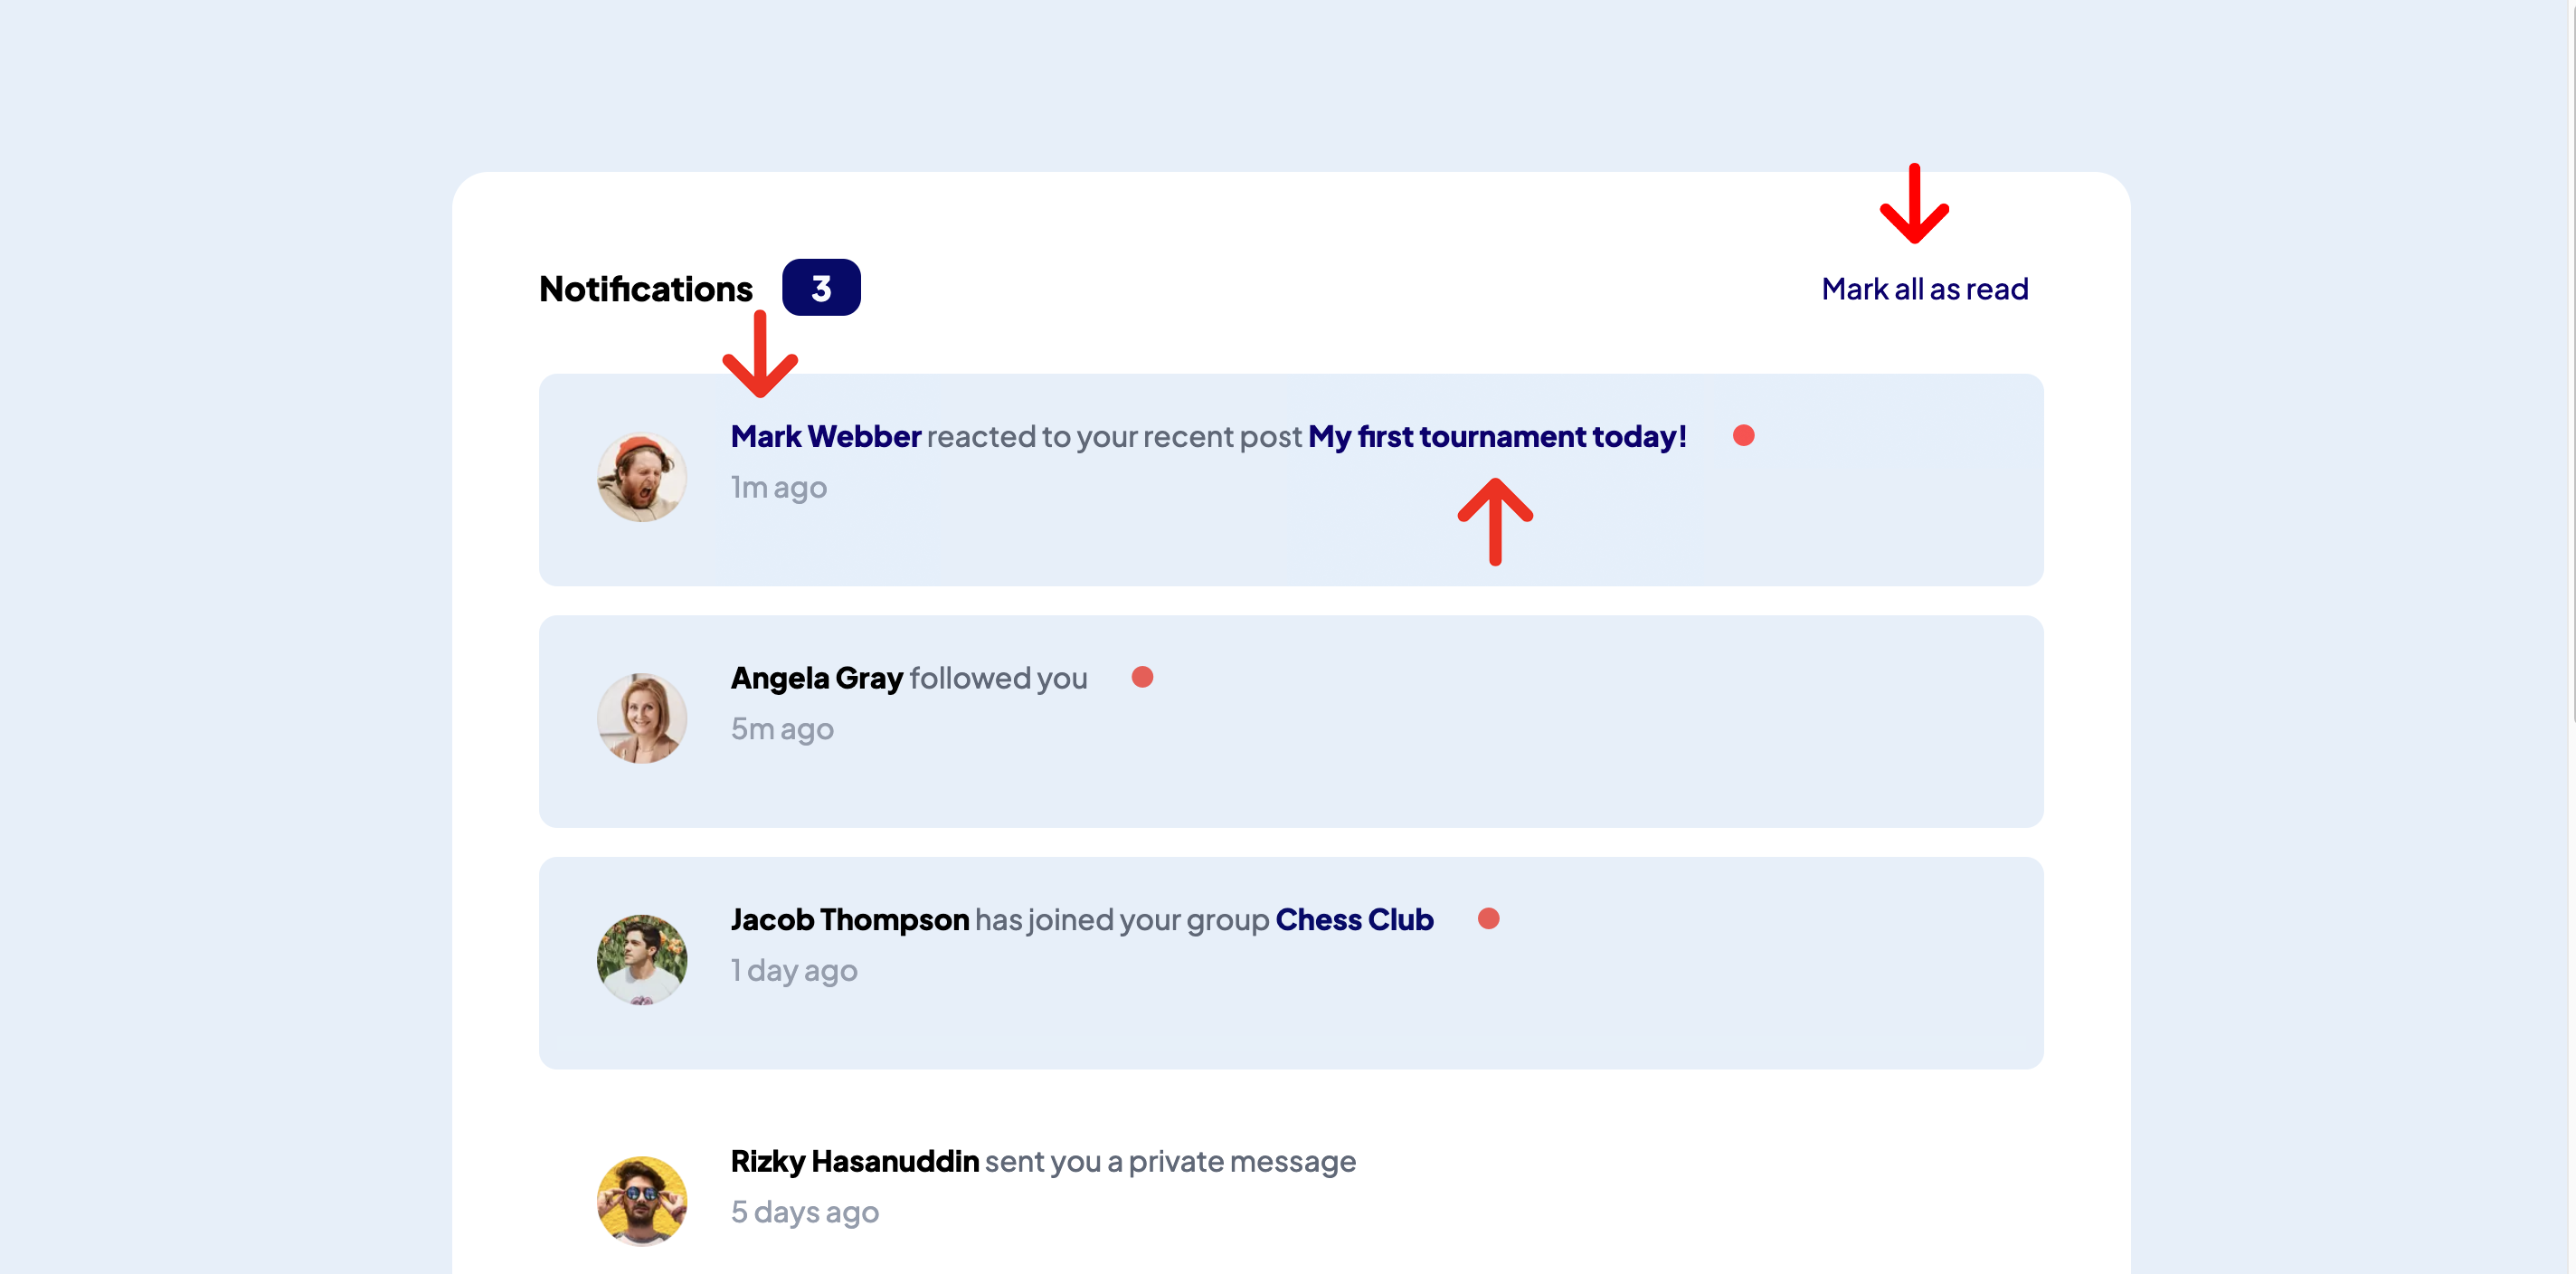 Notifications 3
Mark all as read
Mark Webber reacted to your recent post My first tournament today!
1m ago
Angela Gray followed you
5m ago
Jacob Thompson has joined your group Chess Club
1 day ago
Rizky Hasanuddin sent you a private message
5 days ago